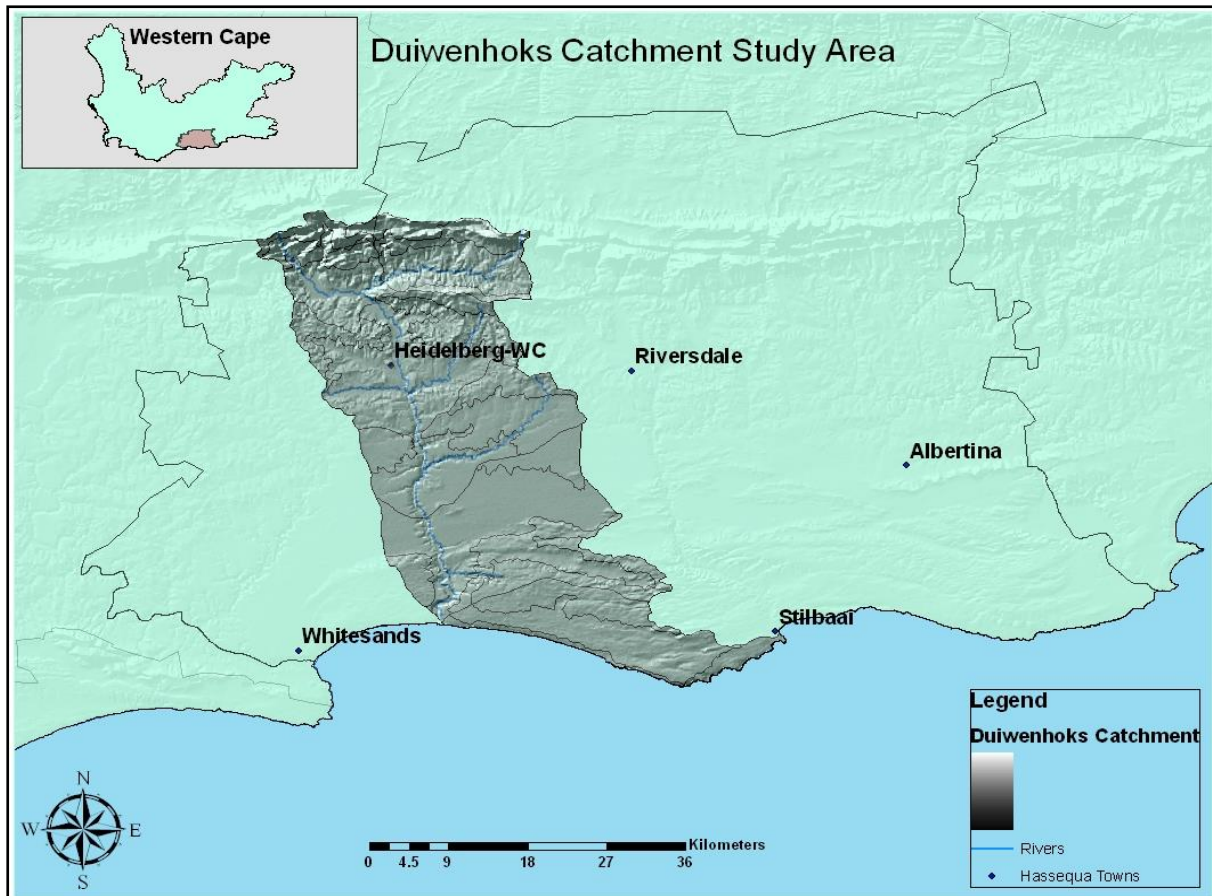 Western Cape
Duiwenhoks Catchment Study Area
Heidelberg-WC
Riversdale
Albertina
Whitesands
Stilbaai
Legend
Duiwenhoks Catchment
Rivers
Hassequa Towns
N
W E
S
Kilometers
0 4.5 9 18 27 36